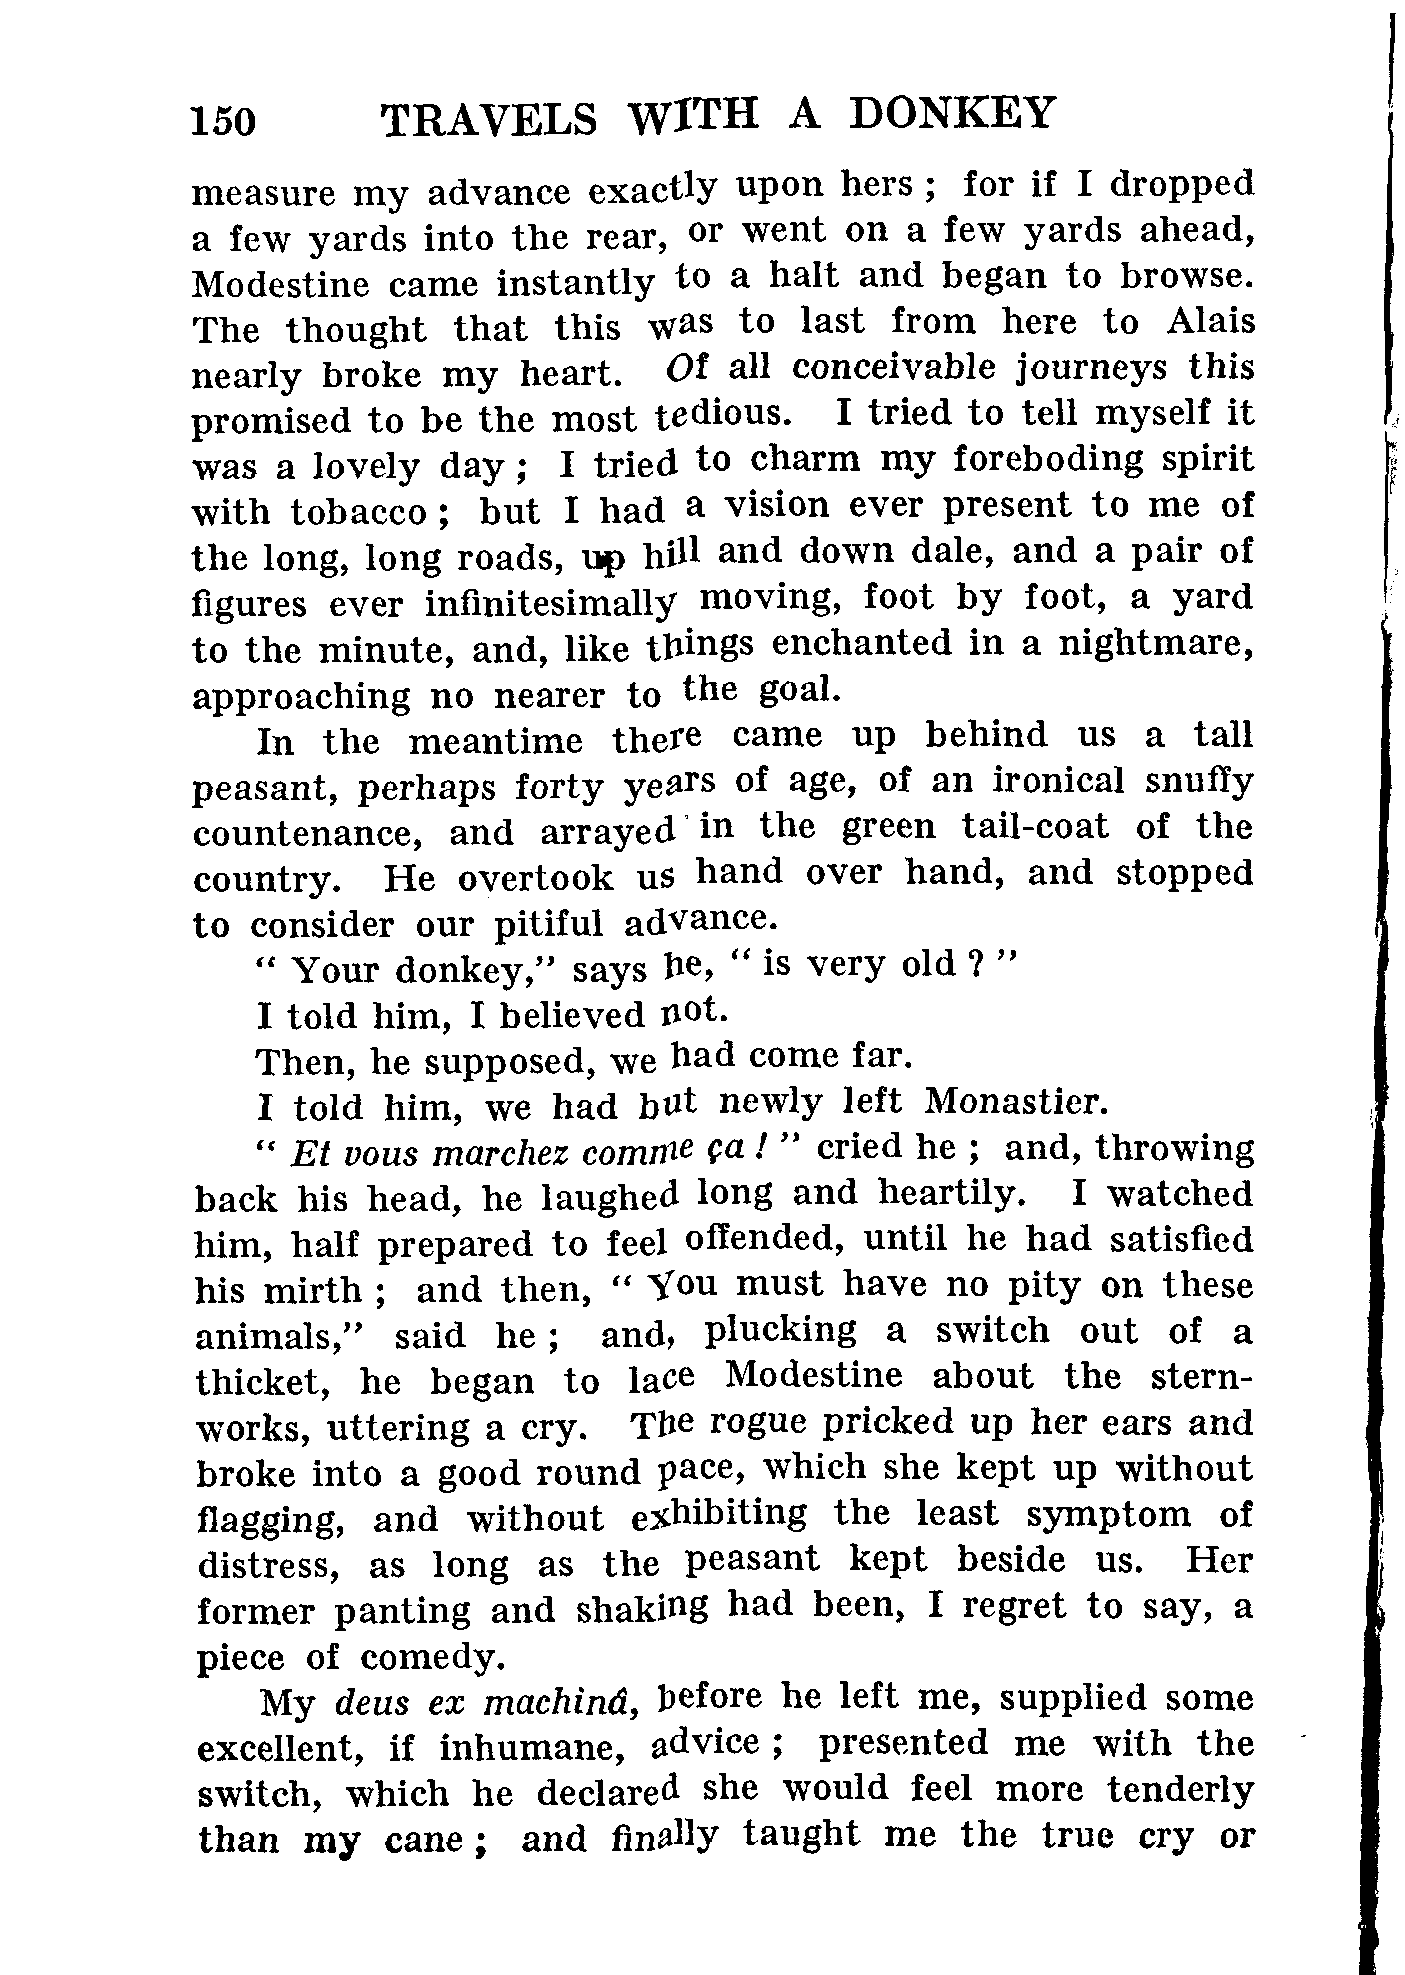 150 TRAVELS WITH A DONKEY
measure my advance exactly upon hers ; for if I dropped
a few yards into the rear, or went on a few yards ahead,
Modestine came instantly to a halt and began to browse.
The thought that this was to last from here to Alais
nearly broke my heart. Of all conceivable journeys this
promised to be the most tedious. I tried to tell myself it
was a lovely day ; I tried to charm my foreboding spirit
with tobacco ; but I had a vision ever present to me of
the long, long roads, up hill and down dale, and a pair of
figures ever infinitesimally moving, foot by foot, a yard
to the minute, and, like things enchanted in a nightmare,
approaching no nearer to the goal.
In the meantime there came up behind us a tall
peasant, perhaps forty years of age, of an ironical snuffy
countenance, and arrayed in the green tail-coat of the
country. He overtook us hand over hand, and stopped
to consider our pitiful advance.
“ Your donkey,” says he, “ is very old ? ”
I told him, I believed not.
Then, he supposed, we had come far.
I told him, we had but newly left Monastier.
“ Et vous marchez comme ça ! ” cried he ; and, throwing
back his head, he laughed long and heartily. I watched
him, half prepared to feel offended, until he had satisfied
his mirth ; and then, “ You must have no pity on these
animals,” said he ; and, plucking a switch out of a
thicket, he began to lace Modestine about the stern-
works, uttering a cry. The rogue pricked up her ears and
broke into a good round pace, which she kept up without
flagging, and without exhibiting the least symptom of
distress, as long as the peasant kept beside us. Her
former panting and shaking had been, I regret to say, a
piece of comedy.
My deus ex machinâ, before he left me, supplied some
excellent, if inhumane, advice ; presented me with the
switch, which he declared she would feel more tenderly
than my cane ; and finally taught me the true cry or